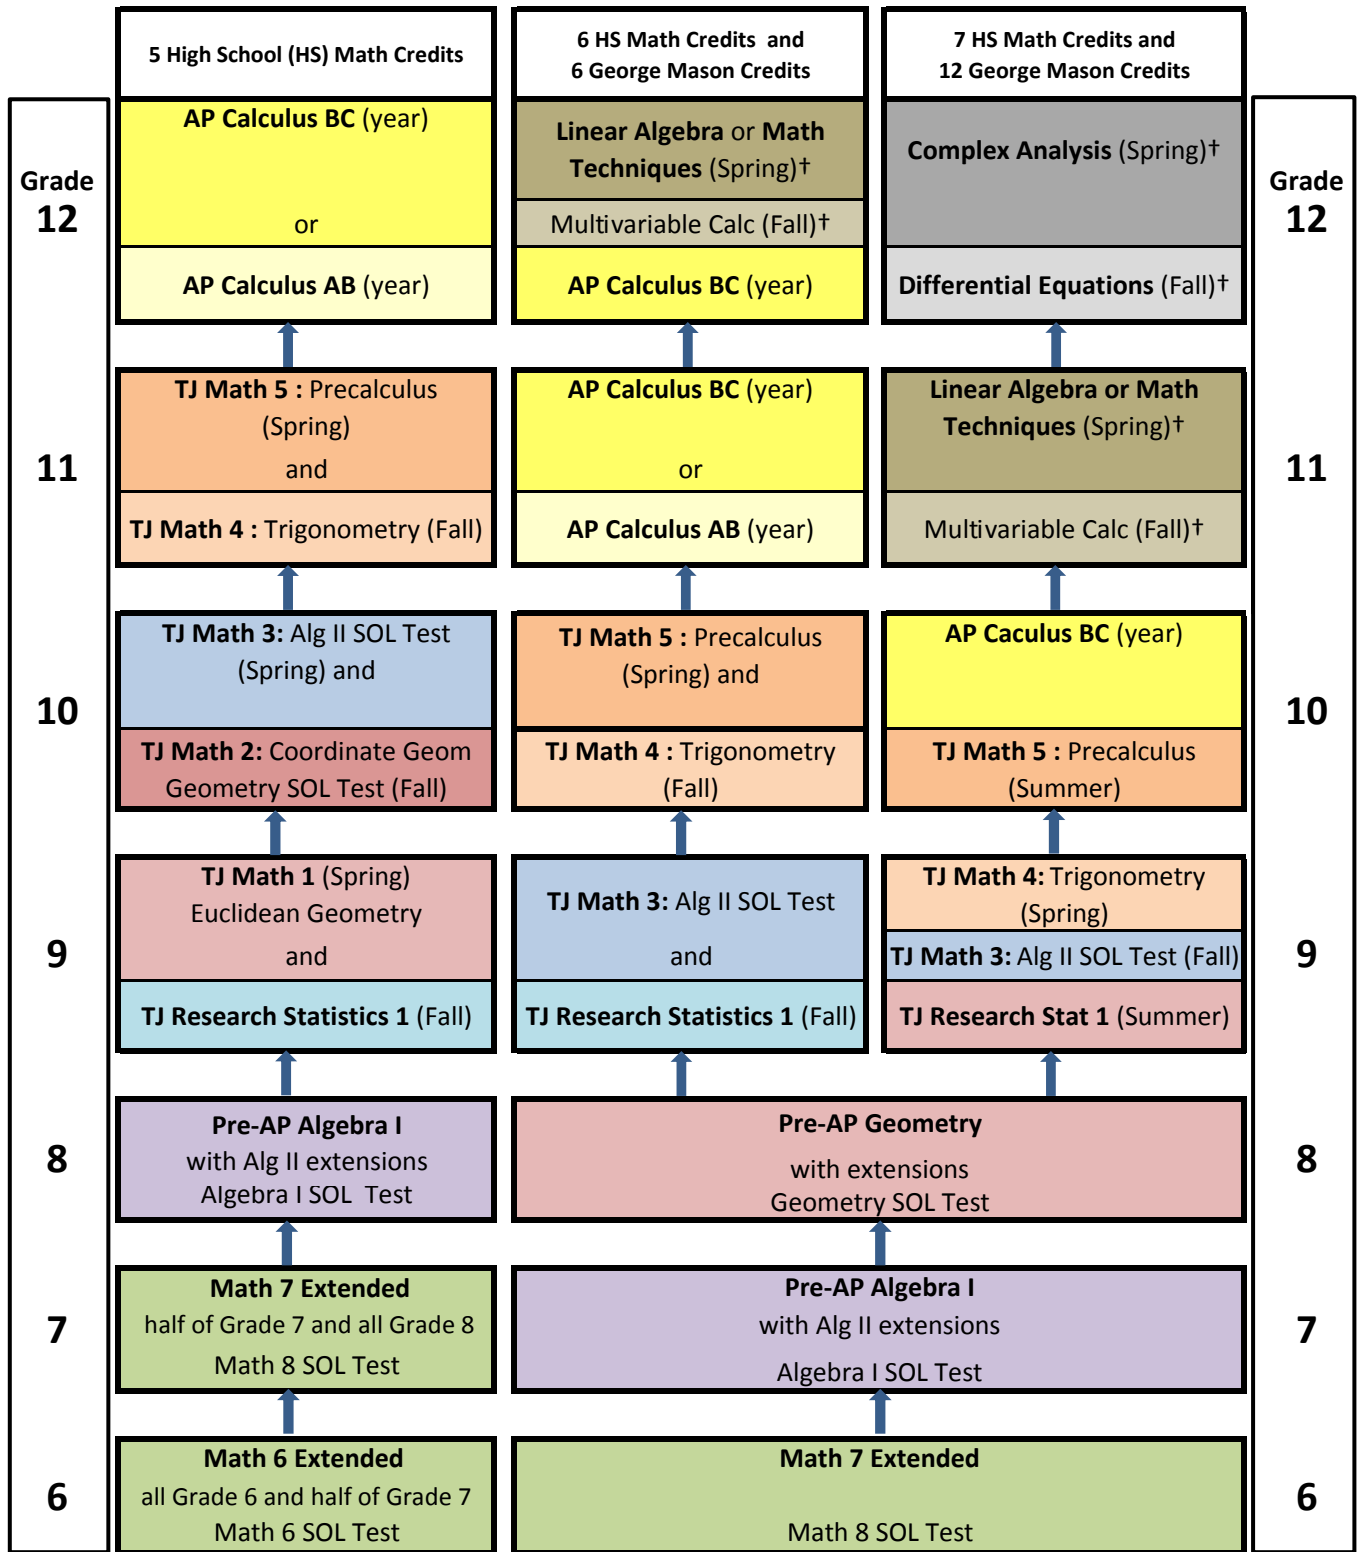 5 High School (HS) Math Credits
6 HS Math Credits and
6 George Mason Credits
7 HS Math Credits and
12 George Mason Credits
Grade
12
AP Calculus BC (year)
or
AP Calculus AB (year)
Linear Algebra or Math
Techniques (Spring)†
Multivariable Calc (Fall)†
AP Calculus BC (year)
Complex Analysis (Spring)†
Differential Equations (Fall)†
Grade
12
11
TJ Math 5 : Precalculus
(Spring)
and
TJ Math 4 : Trigonometry (Fall)
AP Calculus BC (year)
or
AP Calculus AB (year)
Linear Algebra or Math
Techniques (Spring)†
Multivariable Calc (Fall)†
11
10
TJ Math 3: Alg II SOL Test
(Spring) and
TJ Math 2: Coordinate Geom
Geometry SOL Test (Fall)
TJ Math 5 : Precalculus
(Spring) and
TJ Math 4 : Trigonometry
(Fall)
AP Caculus BC (year)
TJ Math 5 : Precalculus
(Summer)
10
9
TJ Math 1 (Spring)
Euclidean Geometry
and
TJ Research Statistics 1 (Fall)
TJ Math 3: Alg II SOL Test
and
TJ Research Statistics 1 (Fall)
TJ Math 4: Trigonometry
(Spring)
TJ Math 3: Alg II SOL Test (Fall)
TJ Research Stat 1 (Summer)
9
8
Pre-AP Algebra I
with Alg II extensions
Algebra I SOL Test
Pre-AP Geometry
with extensions
Geometry SOL Test
8
7
Math 7 Extended
half of Grade 7 and all Grade 8
Math 8 SOL Test
Pre-AP Algebra I
with Alg II extensions
Algebra I SOL Test
7
6
Math 6 Extended
all Grade 6 and half of Grade 7
Math 6 SOL Test
Math 7 Extended
Math 8 SOL Test
6